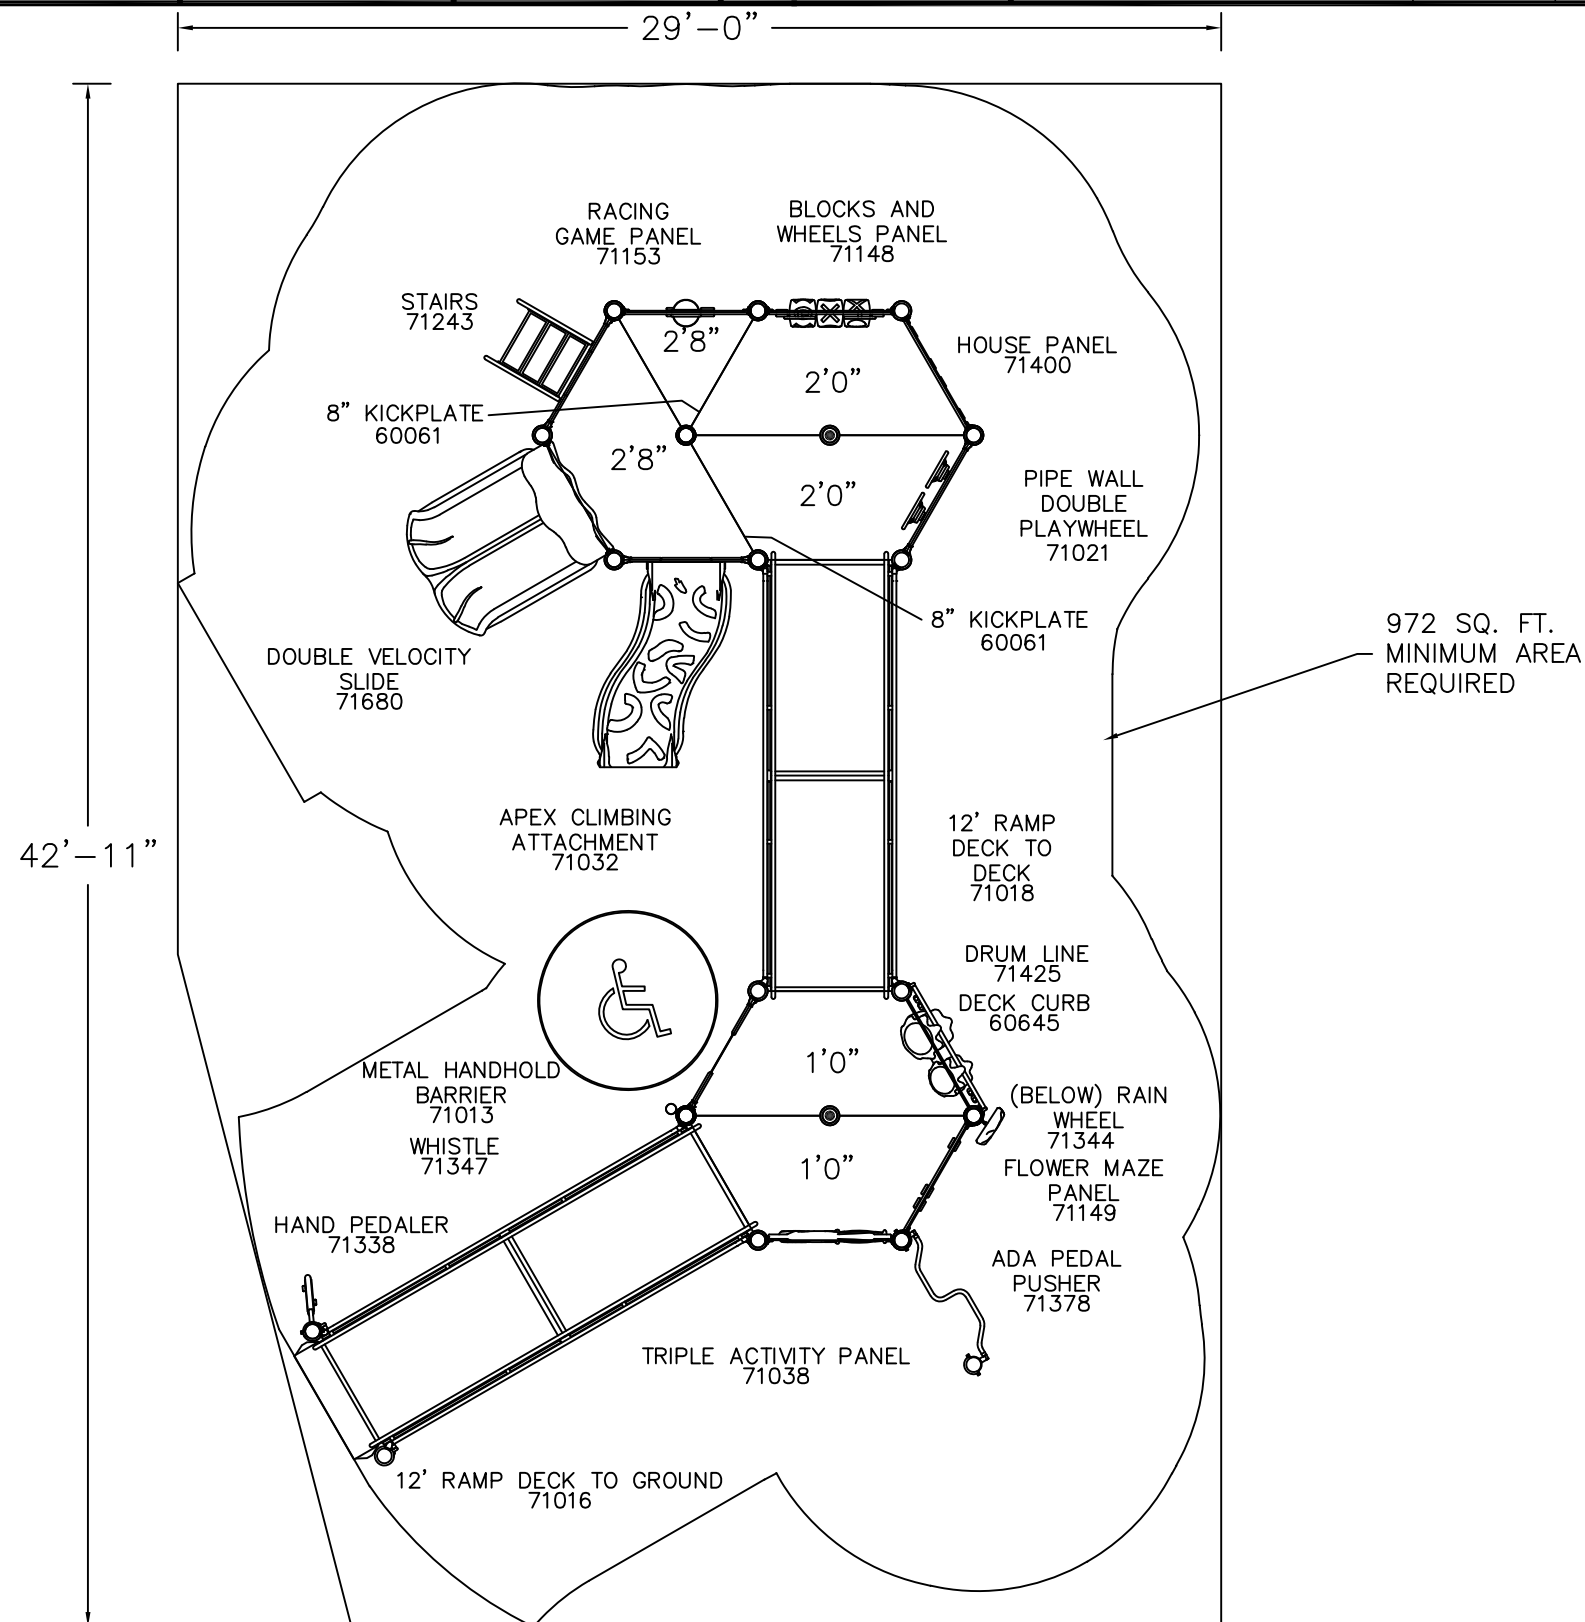 29'-0"
RACING
GAME PANEL
71153
BLOCKS AND
WHEELS PANEL
71148
STAIRS
71243
2'8"
HOUSE PANEL
71400
2'0"
8" KICKPLATE
60061
2'8"
2'0"
PIPE WALL
DOUBLE
PLAYWHEEL
71021
8" KICKPLATE
60061
972 SQ. FT.
MINIMUM AREA
REQUIRED
DOUBLE VELOCITY
SLIDE
71680
APEX CLIMBING
ATTACHMENT
71032
42'-11"
12' RAMP
DECK TO
DECK
71018
DRUM LINE
71425
DECK CURB
60645
1'0"
METAL HANDHOLD
BARRIER
71013
(BELOW) RAIN
WHEEL
71344
WHISTLE
71347
1'0"
FLOWER MAZE
PANEL
71149
HAND PEDALER
71338
ADA PEDAL
PUSHER
71378
TRIPLE ACTIVITY PANEL
71038
12' RAMP DECK TO GROUND
71016